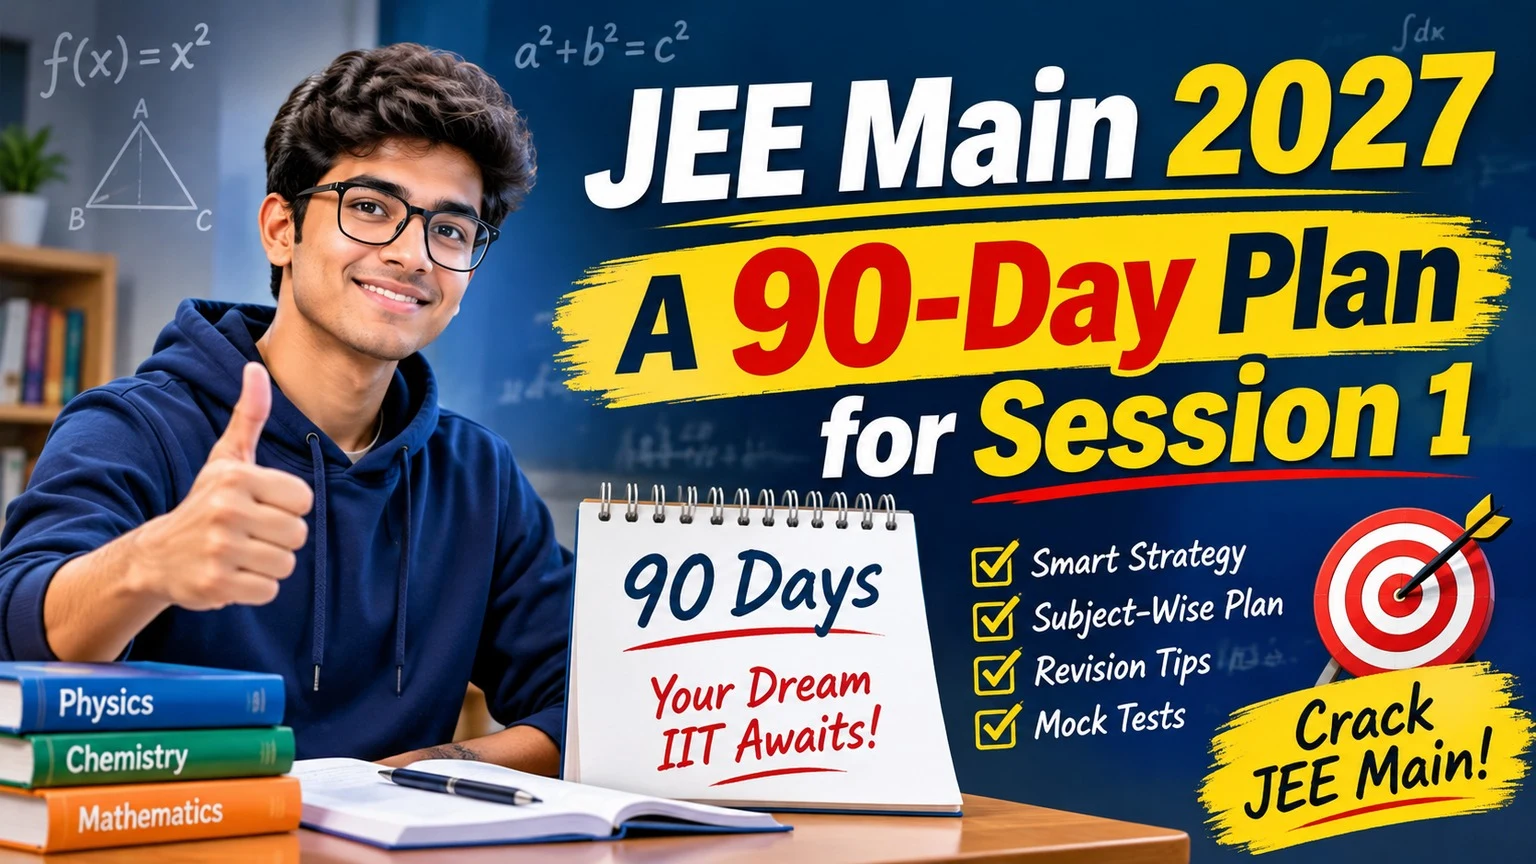 f(x) = x²
A
B
C
a² + b² = c²
∫dx
JEE Main 2027
A 90-Day Plan
for Session 1
90 Days
Your Dream
IIT Awaits!
Smart Strategy
Subject-Wise Plan
Revision Tips
Mock Tests
Crack
JEE Main!
Physics
Chemistry
Mathematics